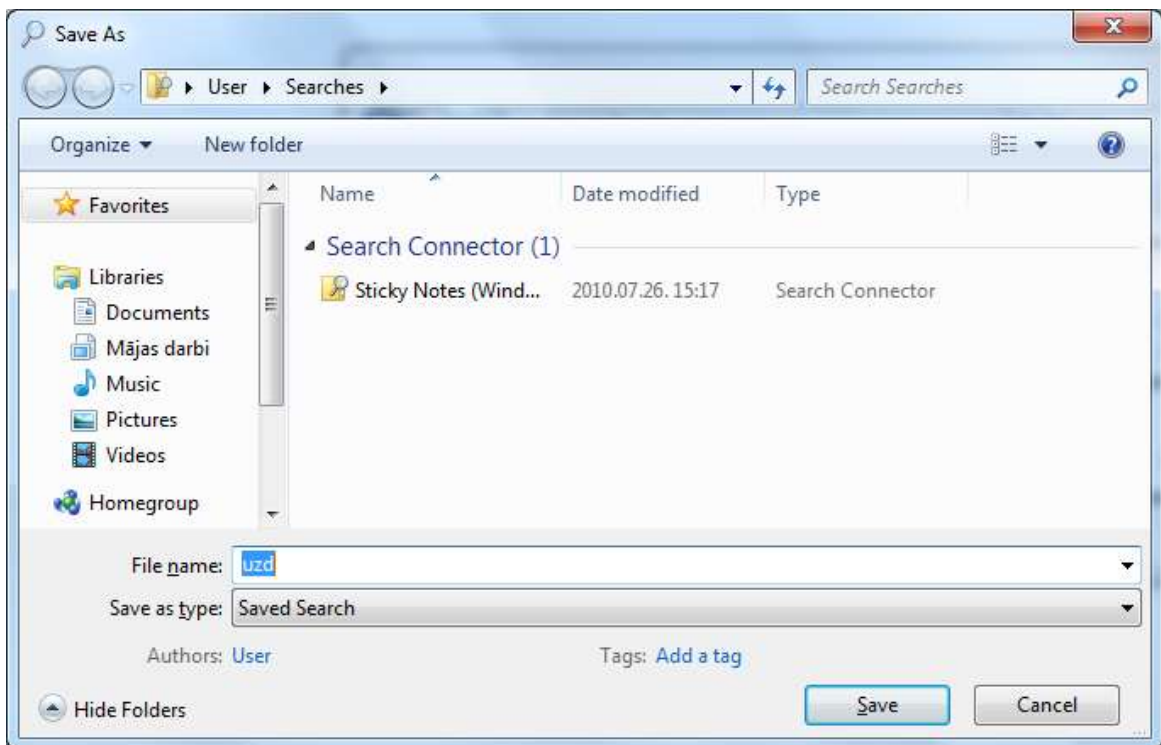 Save As
User Searches
Search Searches
Organize New folder
Name Date modified Type
Favorites
Libraries
Documents
Mājas darbi
Music
Pictures
Videos
Homegroup
Search Connector (1)
Sticky Notes (Wind... 2010.07.26. 15:17 Search Connector
File name: uzd
Save as type: Saved Search
Authors: User Tags: Add a tag
Hide Folders Save Cancel